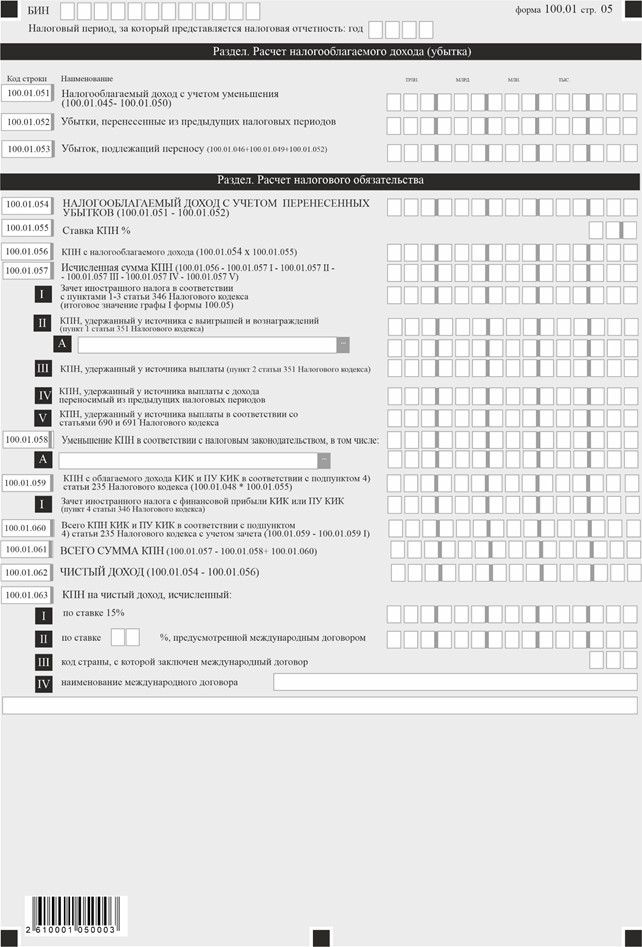 БИН
форма 100.01 стр. 05
Налоговый период, за который представляется налоговая отчетность: год
Раздел. Расчет налогооблагаемого дохода (убытка)
Код строки Наименование ТРЛН. МЛРД. МЛН. ТЫС.
100.01.051 Налогооблагаемый доход с учетом уменьшения
(100.01.045- 100.01.050)
100.01.052 Убытки, перенесенные из предыдущих налоговых периодов
100.01.053 Убыток, подлежащий переносу (100.01.046+100.01.049+100.01.052)
Раздел. Расчет налогового обязательства
100.01.054 НАЛОГООБЛАГАЕМЫЙ ДОХОД С УЧЕТОМ ПЕРЕНЕСЕННЫХ
УБЫТКОВ (100.01.051 - 100.01.052)
100.01.055 Ставка КПН %
100.01.056 КПН с налогооблагаемого дохода (100.01.054 х 100.01.055)
100.01.057 Исчисленная сумма КПН (100.01.056 - 100.01.057 I - 100.01.057 II -
- 100.01.057 III - 100.01.057 IV - 100.01.057 V)
I Зачет иностранного налога в соответствии
с пунктами 1-3 статьи 346 Налогового кодекса
(итоговое значение графы I формы 100.05)
II КПН, удержанный у источника с выигрышей и вознаграждений
(пункт 1 статьи 351 Налогового кодекса)
A
III КПН, удержанный у источника выплаты (пункт 2 статьи 351 Налогового кодекса)
IV КПН, удержанный у источника выплаты с дохода
переносимый из предыдущих налоговых периодов
V КПН, удержанный у источника выплаты в соответствии со
статьями 690 и 691 Налогового кодекса
100.01.058 Уменьшение КПН в соответствии с налоговым законодательством, в том числе:
A
100.01.059 КПН с облагаемого дохода КИК и ПУ КИК в соответствии с подпунктом 4)
статьи 235 Налогового кодекса (100.01.048 * 100.01.055)
I Зачет иностранного налога с финансовой прибыли КИК или ПУ КИК
(пункт 4 статьи 346 Налогового кодекса)
100.01.060 Всего КПН КИК и ПУ КИК в соответствии с подпунктом
4) статьи 235 Налогового кодекса с учетом зачета (100.01.059 - 100.01.059 I)
100.01.061 ВСЕГО СУММА КПН (100.01.057 - 100.01.058+ 100.01.060)
100.01.062 ЧИСТЫЙ ДОХОД (100.01.054 - 100.01.056)
100.01.063 КПН на чистый доход, исчисленный:
I по ставке 15%
II по ставке %, предусмотренной международным договором
III код страны, с которой заключен международный договор
IV наименование международного договора
2 610001 050003